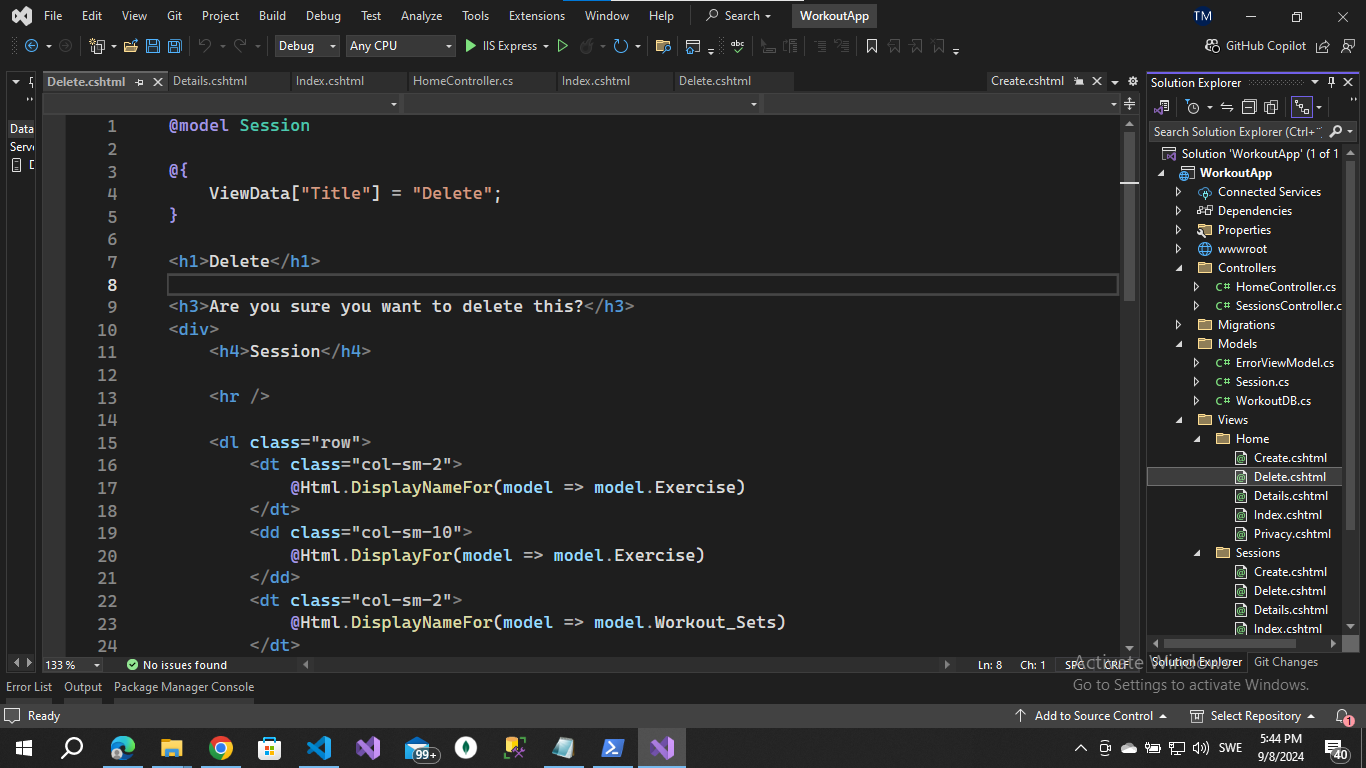 File Edit View Git Project Build Debug Test Analyze Tools Extensions Window Help Search WorkoutApp TM
Debug Any CPU IIS Express GitHub Copilot
Delete.cshtml Details.cshtml Index.cshtml HomeController.cs Index.cshtml Delete.cshtml Create.cshtml
1 @model Session
2
3 @{
4 ViewData["Title"] = "Delete";
5 }
6
7 <h1>Delete</h1>
8
9 <h3>Are you sure you want to delete this?</h3>
10 <div>
11 <h4>Session</h4>
12
13 <hr />
14
15 <dl class="row">
16 <dt class="col-sm-2">
17 @Html.DisplayNameFor(model => model.Exercise)
18 </dt>
19 <dd class="col-sm-10">
20 @Html.DisplayFor(model => model.Exercise)
21 </dd>
22 <dt class="col-sm-2">
23 @Html.DisplayNameFor(model => model.Workout_Sets)
24 </dt>
133 % No issues found Ln: 8 Ch: 1 SPC CRLF
Data
Serv
D
Solution Explorer
Search Solution Explorer (Ctrl+
Solution 'WorkoutApp' (1 of 1
WorkoutApp
Connected Services
Dependencies
Properties
wwwroot
Controllers
C# HomeController.cs
C# SessionsController.c
Migrations
Models
C# ErrorViewModel.cs
C# Session.cs
C# WorkoutDB.cs
Views
Home
Create.cshtml
Delete.cshtml
Details.cshtml
Index.cshtml
Privacy.cshtml
Sessions
Create.cshtml
Delete.cshtml
Details.cshtml
Index.cshtml
Solution Explorer Git Changes
Activate Windows
Go to Settings to activate Windows.
Error List Output Package Manager Console
Ready Add to Source Control Select Repository 1
99+ SWE 5:44 PM
9/8/2024 40